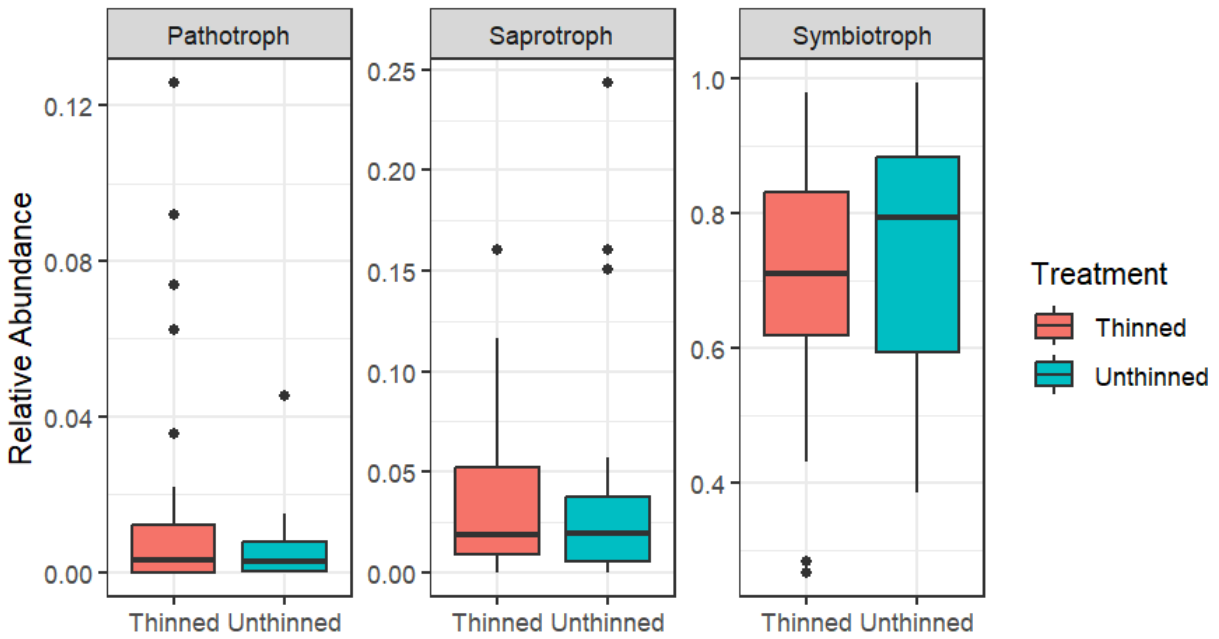 Pathotroph
Saprotroph
Symbiotroph
Relative Abundance
0.12
0.08
0.04
0.00
0.25
0.20
0.15
0.10
0.05
0.00
1.0
0.8
0.6
0.4
Thinned Unthinned
Thinned Unthinned
Thinned Unthinned
Treatment
Thinned
Unthinned